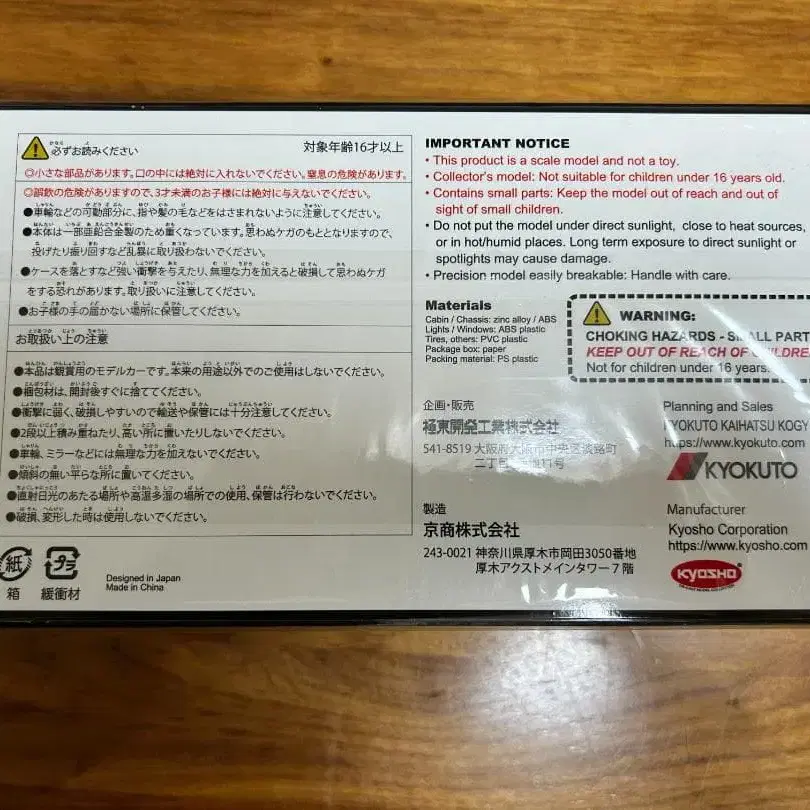 必ずお読みください
対象年齢16才以上
◎小さな部品があります。口の中には絶対に入れないでください。窒息の危険があります。
◎誤飲の危険がありますので、3才未満のお子様には絶対に与えないでください。
●車輪などの可動部分に、指や髪の毛などをはさまれないように注意してください。
●本体は一部亜鉛合金製のため重くなっています。思わぬケガのもととなりますので、
投げたり振り回すなど乱暴に取り扱わないでください。
●ケースを落とすなど強い衝撃を与えたり、無理な力を加えると破損して思わぬケガ
をする恐れがあります。取り扱いに注意してください。
●お子様の手の届かない場所に保管してください。
お取扱い上の注意
●本品は観賞用のモデルカーです。本来の用途以外でのご使用はしないでください。
●梱包材は、開封後すぐに捨ててください。
●衝撃に弱く、破損しやすいので輸送や保管には十分注意してください。
●2段以上積み重ねたり、高い所に置いたりしないでください。
●車輪、ミラーなどには無理な力を加えないでください。
●傾斜の無い平らな所に置いてください。
●直射日光のあたる場所や高温多湿の場所での使用、保管は行わないでください。
●破損、変形した時は使用しないでください。
紙
箱
プラ
緩衝材
Designed in Japan
Made in China
IMPORTANT NOTICE
• This product is a scale model and not a toy.
• Collector's model: Not suitable for children under 16 years old.
• Contains small parts: Keep the model out of reach and out of
sight of small children.
• Do not put the model under direct sunlight, close to heat sources,
or in hot/humid places. Long term exposure to direct sunlight or
spotlights may cause damage.
• Precision model easily breakable: Handle with care.
Materials
Cabin / Chassis: zinc alloy / ABS
Lights / Windows: ABS plastic
Tires, others: PVC plastic
Package box: paper
Packing material: PS plastic
WARNING:
CHOKING HAZARDS - SMALL PART
KEEP OUT OF REACH OF CHILDRE
Not for children under 16 years.
企画・販売
極東開発工業株式会社
541-8519 大阪府大阪市中央区淡路町
二丁目 番11号
製造
京商株式会社
243-0021 神奈川県厚木市岡田3050番地
厚木アクストメインタワー7階
Planning and Sales
KYOKUTO KAIHATSU KOGY
https://www.kyokuto.com
KYOKUTO
Manufacturer
Kyosho Corporation
https://www.kyosho.com
KYOSHO